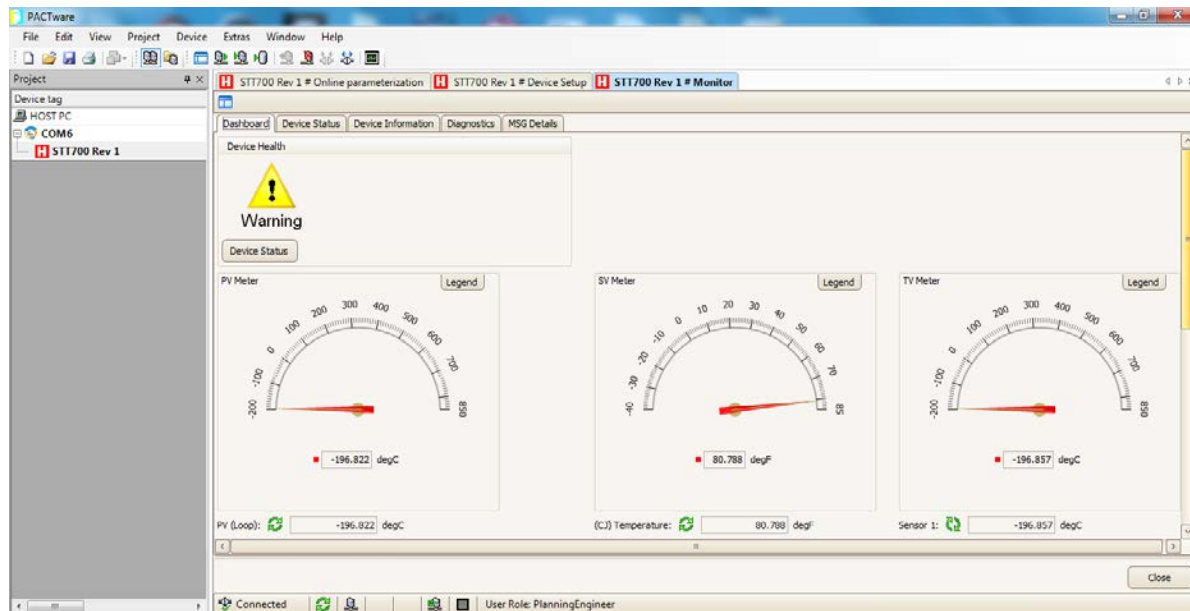 PACTware
File Edit View Project Device Extras Window Help
Project
STT700 Rev 1 # Online parameterization STT700 Rev 1 # Device Setup STT700 Rev 1 # Monitor
Device tag
HOST PC
COM6
STT700 Rev 1
Dashboard Device Status Device Information Diagnostics MSG Details
Device Health
Warning
Device Status
PV Meter Legend
-200 -100 0 100 200 300 400 500 600 700 850
-196.822 degC
PV (Loop): -196.822 degC
SV Meter Legend
-40 -30 -20 -10 0 10 20 30 40 50 60 70 85
80.788 degF
(CJ) Temperature: 80.788 degF
TV Meter Legend
-200 -100 0 100 200 300 400 500 600 700 850
-196.857 degC
Sensor 1: -196.857 degC
Close
Connected User Role: PlanningEngineer